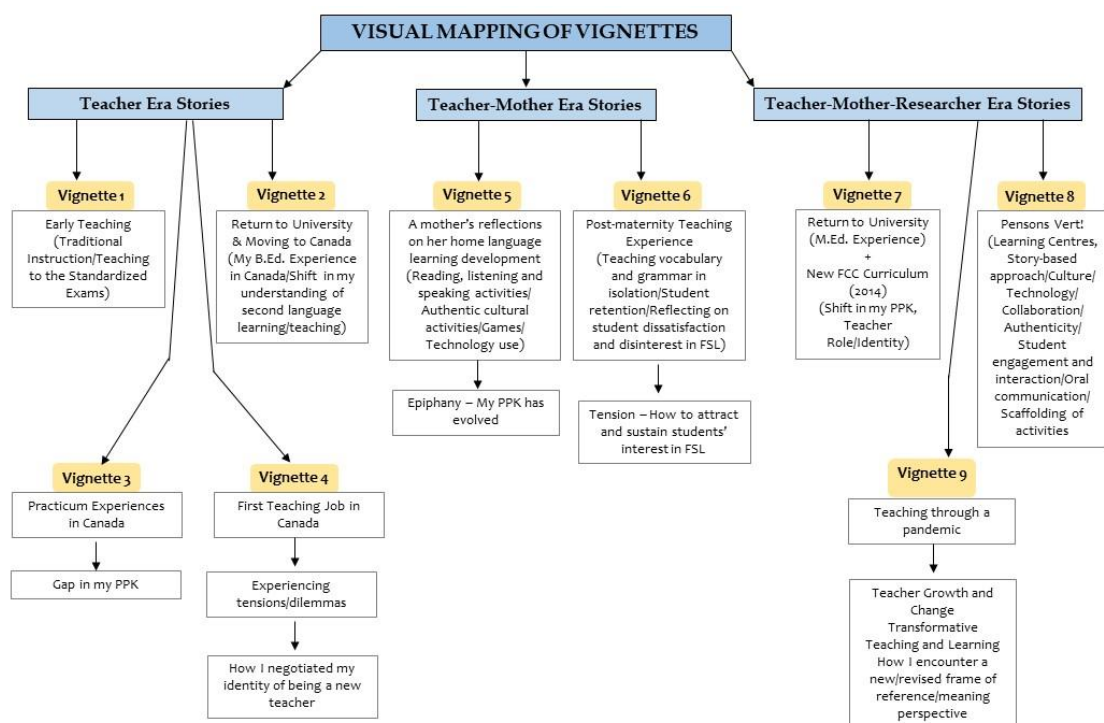 VISUAL MAPPING OF VIGNETTES
Teacher Era Stories
Vignette 1
Early Teaching
(Traditional
Instruction/Teaching
to the Standardized
Exams)
Vignette 2
Return to University
& Moving to Canada
(My B.Ed. Experience
in Canada/Shift in my
understanding of
second language
learning/teaching)
Vignette 3
Practicum Experiences
in Canada
Gap in my PPK
Vignette 4
First Teaching Job in
Canada
Experiencing
tensions/dilemmas
How I negotiated my
identity of being a new
teacher
Teacher-Mother Era Stories
Vignette 5
A mother's reflections
on her home language
learning development
(Reading, listening and
speaking activities/
Authentic cultural
activities/Games/
Technology use)
Epiphany – My PPK has
evolved
Vignette 6
Post-maternity Teaching
Experience
(Teaching vocabulary
and grammar in
isolation/Student
retention/Reflecting on
student dissatisfaction
and disinterest in FSL)
Tension – How to attract
and sustain students'
interest in FSL
Teacher-Mother-Researcher Era Stories
Vignette 7
Return to University
(M.Ed. Experience)
+
New FCC Curriculum
(2014)
(Shift in my PPK,
Teacher
Role/Identity)
Vignette 8
Pensons Vert!
(Learning Centres,
Story-based
approach/Culture/
Technology/
Collaboration/
Authenticity/
Student
engagement and
interaction/Oral
communication/
Scaffolding of
activities
Vignette 9
Teaching through a
pandemic
Teacher Growth and
Change
Transformative
Teaching and Learning
How I encounter a
new/revised frame of
reference/meaning
perspective